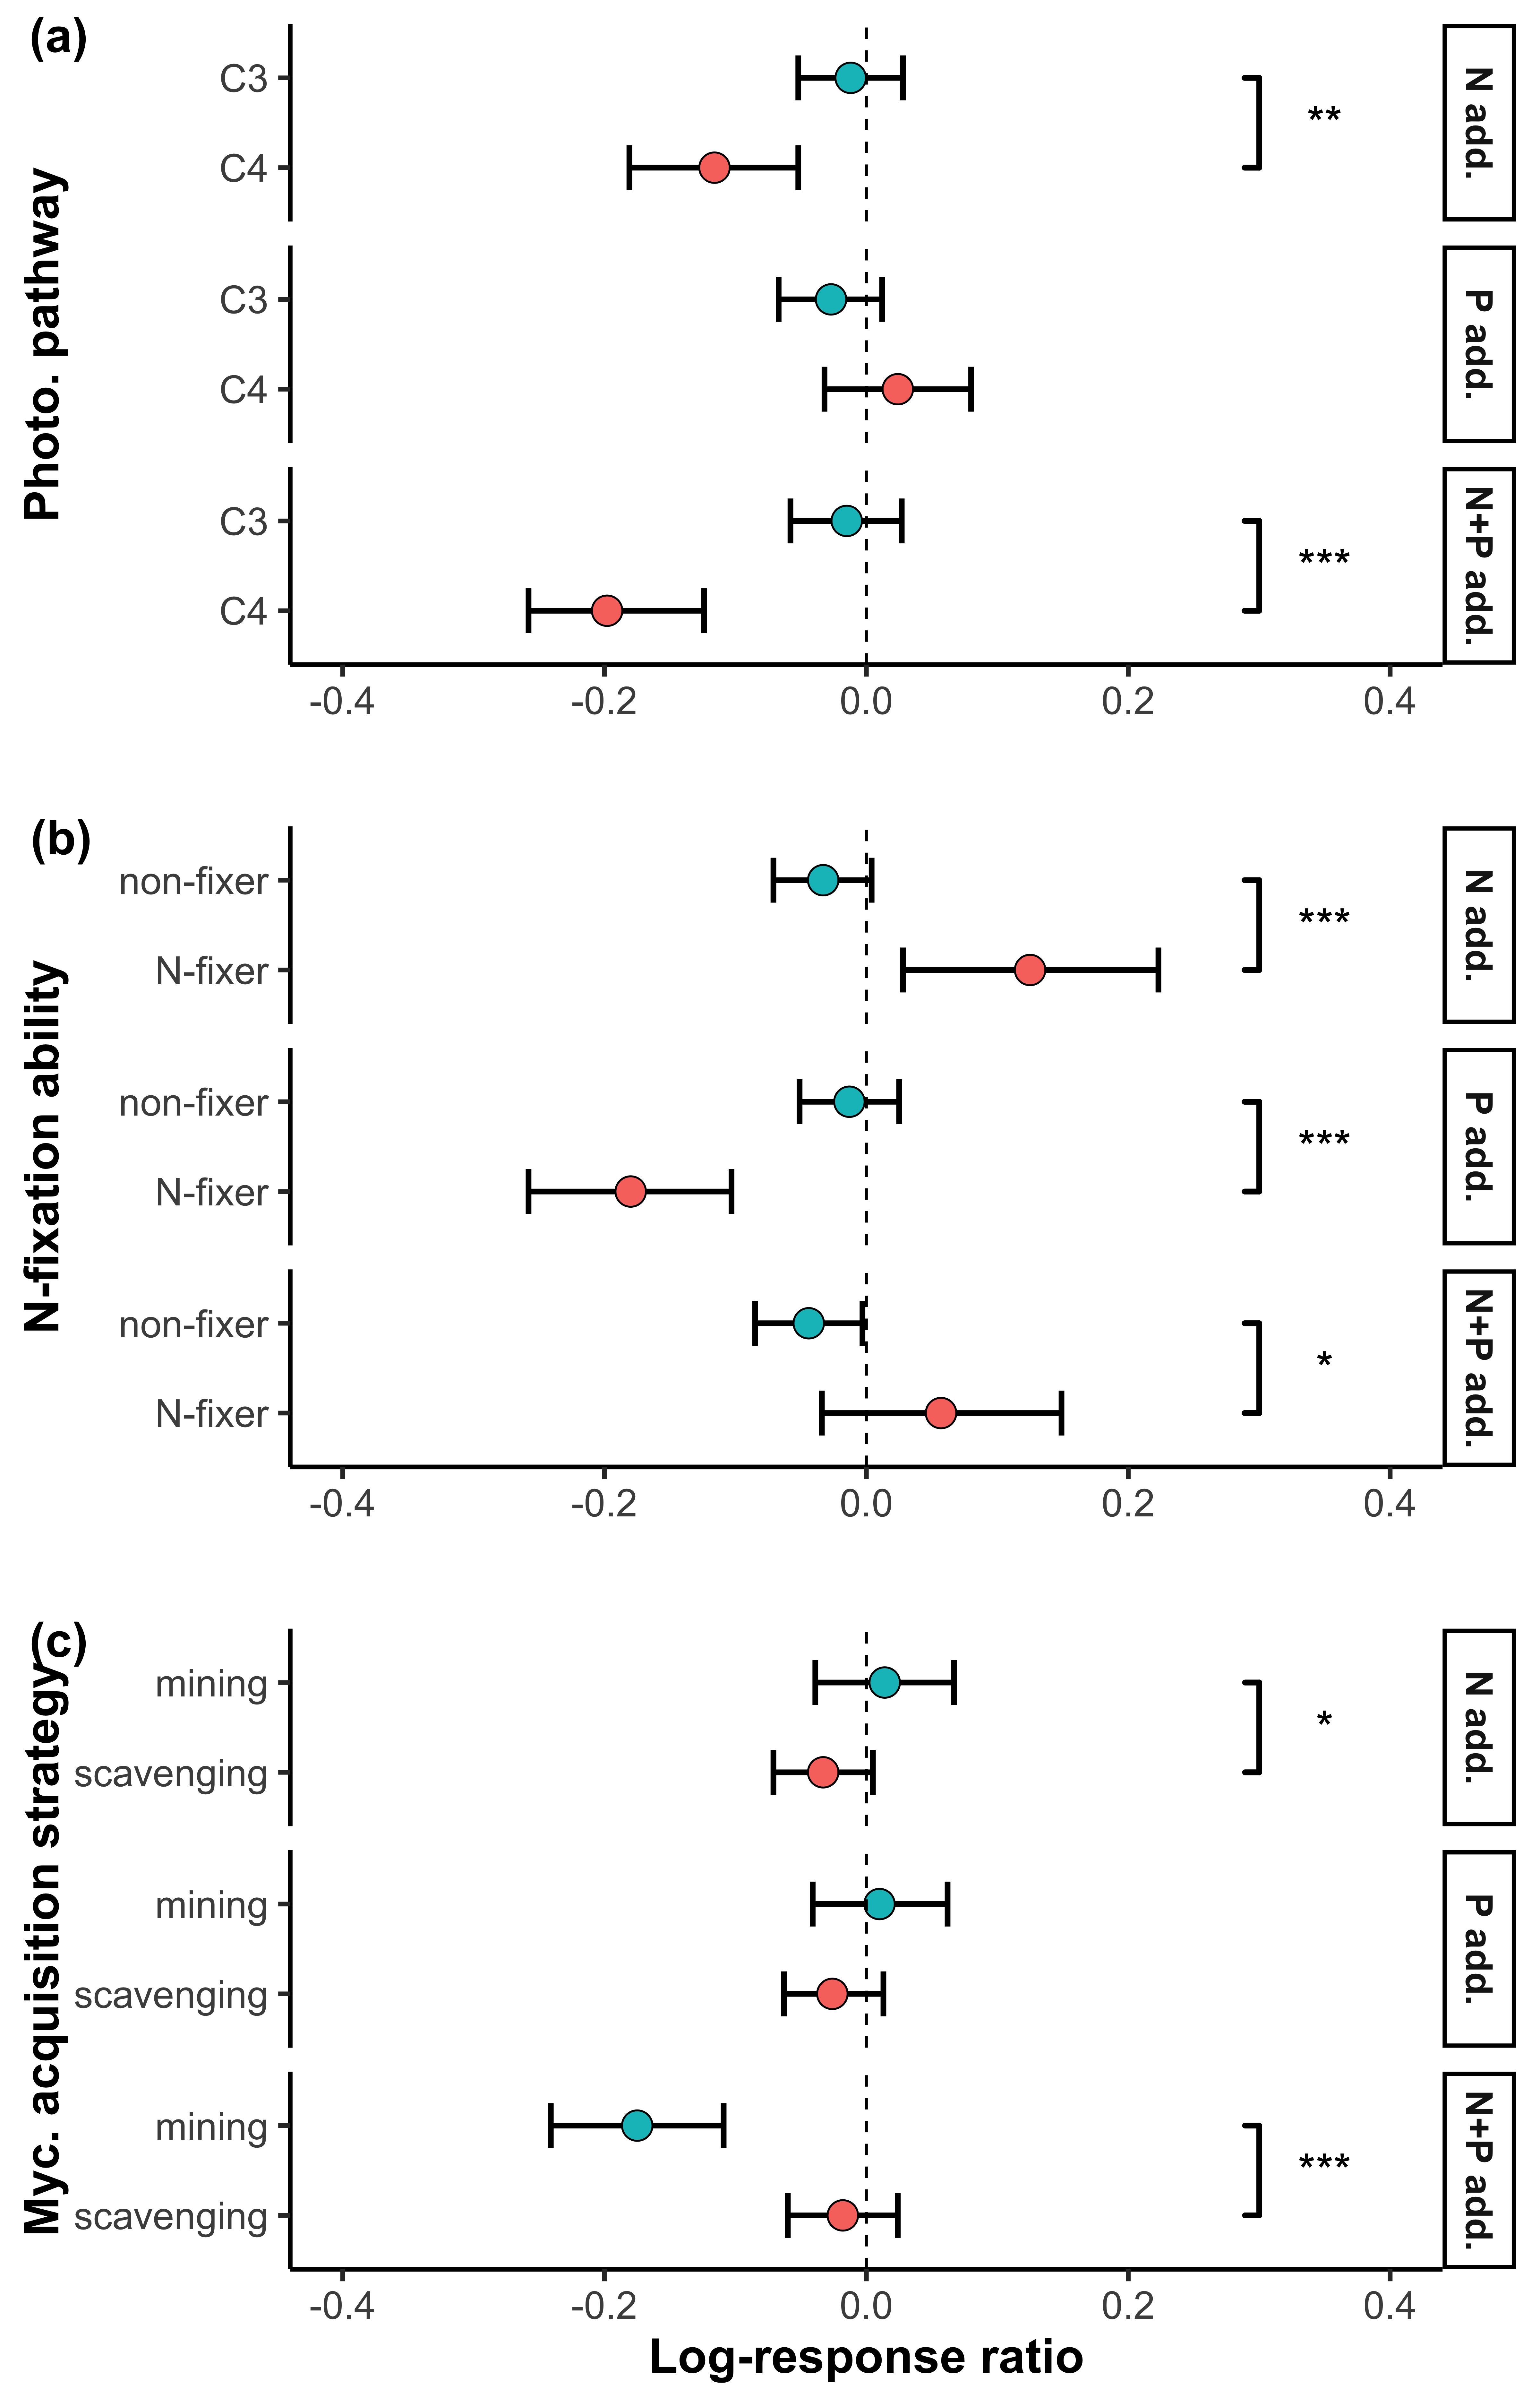 (a)
Photo. pathway
C3
C4
**
N add.
C3
C4
P add.
C3
C4
***
N+P add.
-0.4 -0.2 0.0 0.2 0.4
(b)
N-fixation ability
non-fixer
N-fixer
***
N add.
non-fixer
N-fixer
***
P add.
non-fixer
N-fixer
*
N+P add.
-0.4 -0.2 0.0 0.2 0.4
(c)
Myc. acquisition strategy
mining
scavenging
*
N add.
mining
scavenging
P add.
mining
scavenging
***
N+P add.
-0.4 -0.2 0.0 0.2 0.4
Log-response ratio